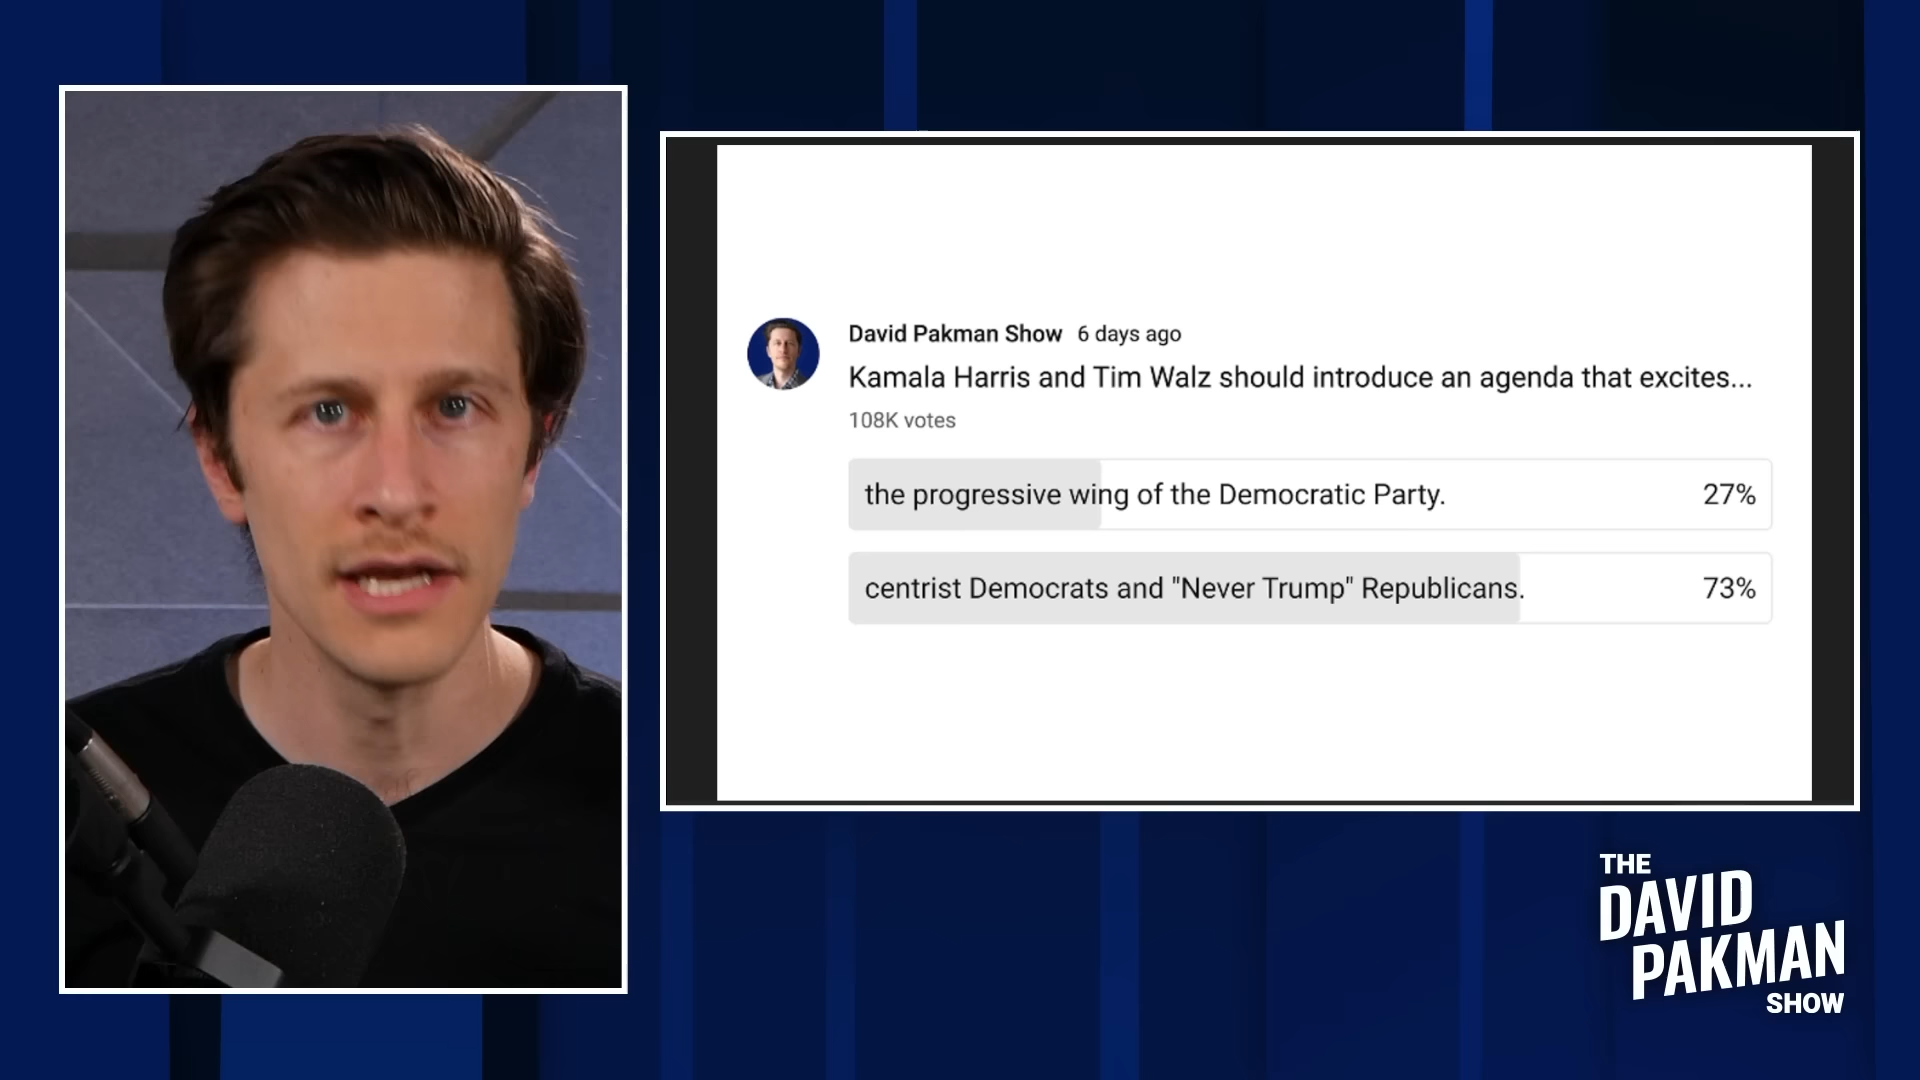 David Pakman Show 6 days ago
Kamala Harris and Tim Walz should introduce an agenda that excites...
108K votes
the progressive wing of the Democratic Party. 27%
centrist Democrats and "Never Trump" Republicans. 73%
THE
DAVID
PAKMAN
SHOW